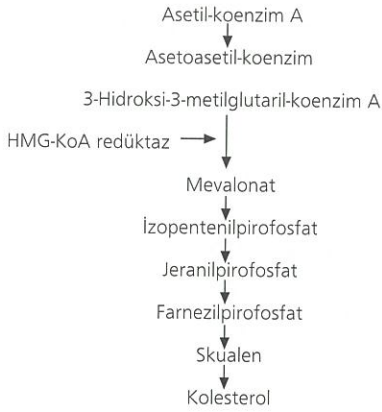 Asetil-koenzim A
Asetoasetil-koenzim
3-Hidroksi-3-metilglutaril-koenzim A
HMG-KoA redüktaz
Mevalonat
İzopentenilpirofosfat
Jeranilpirofosfat
Farnezilpirofosfat
Skualen
Kolesterol